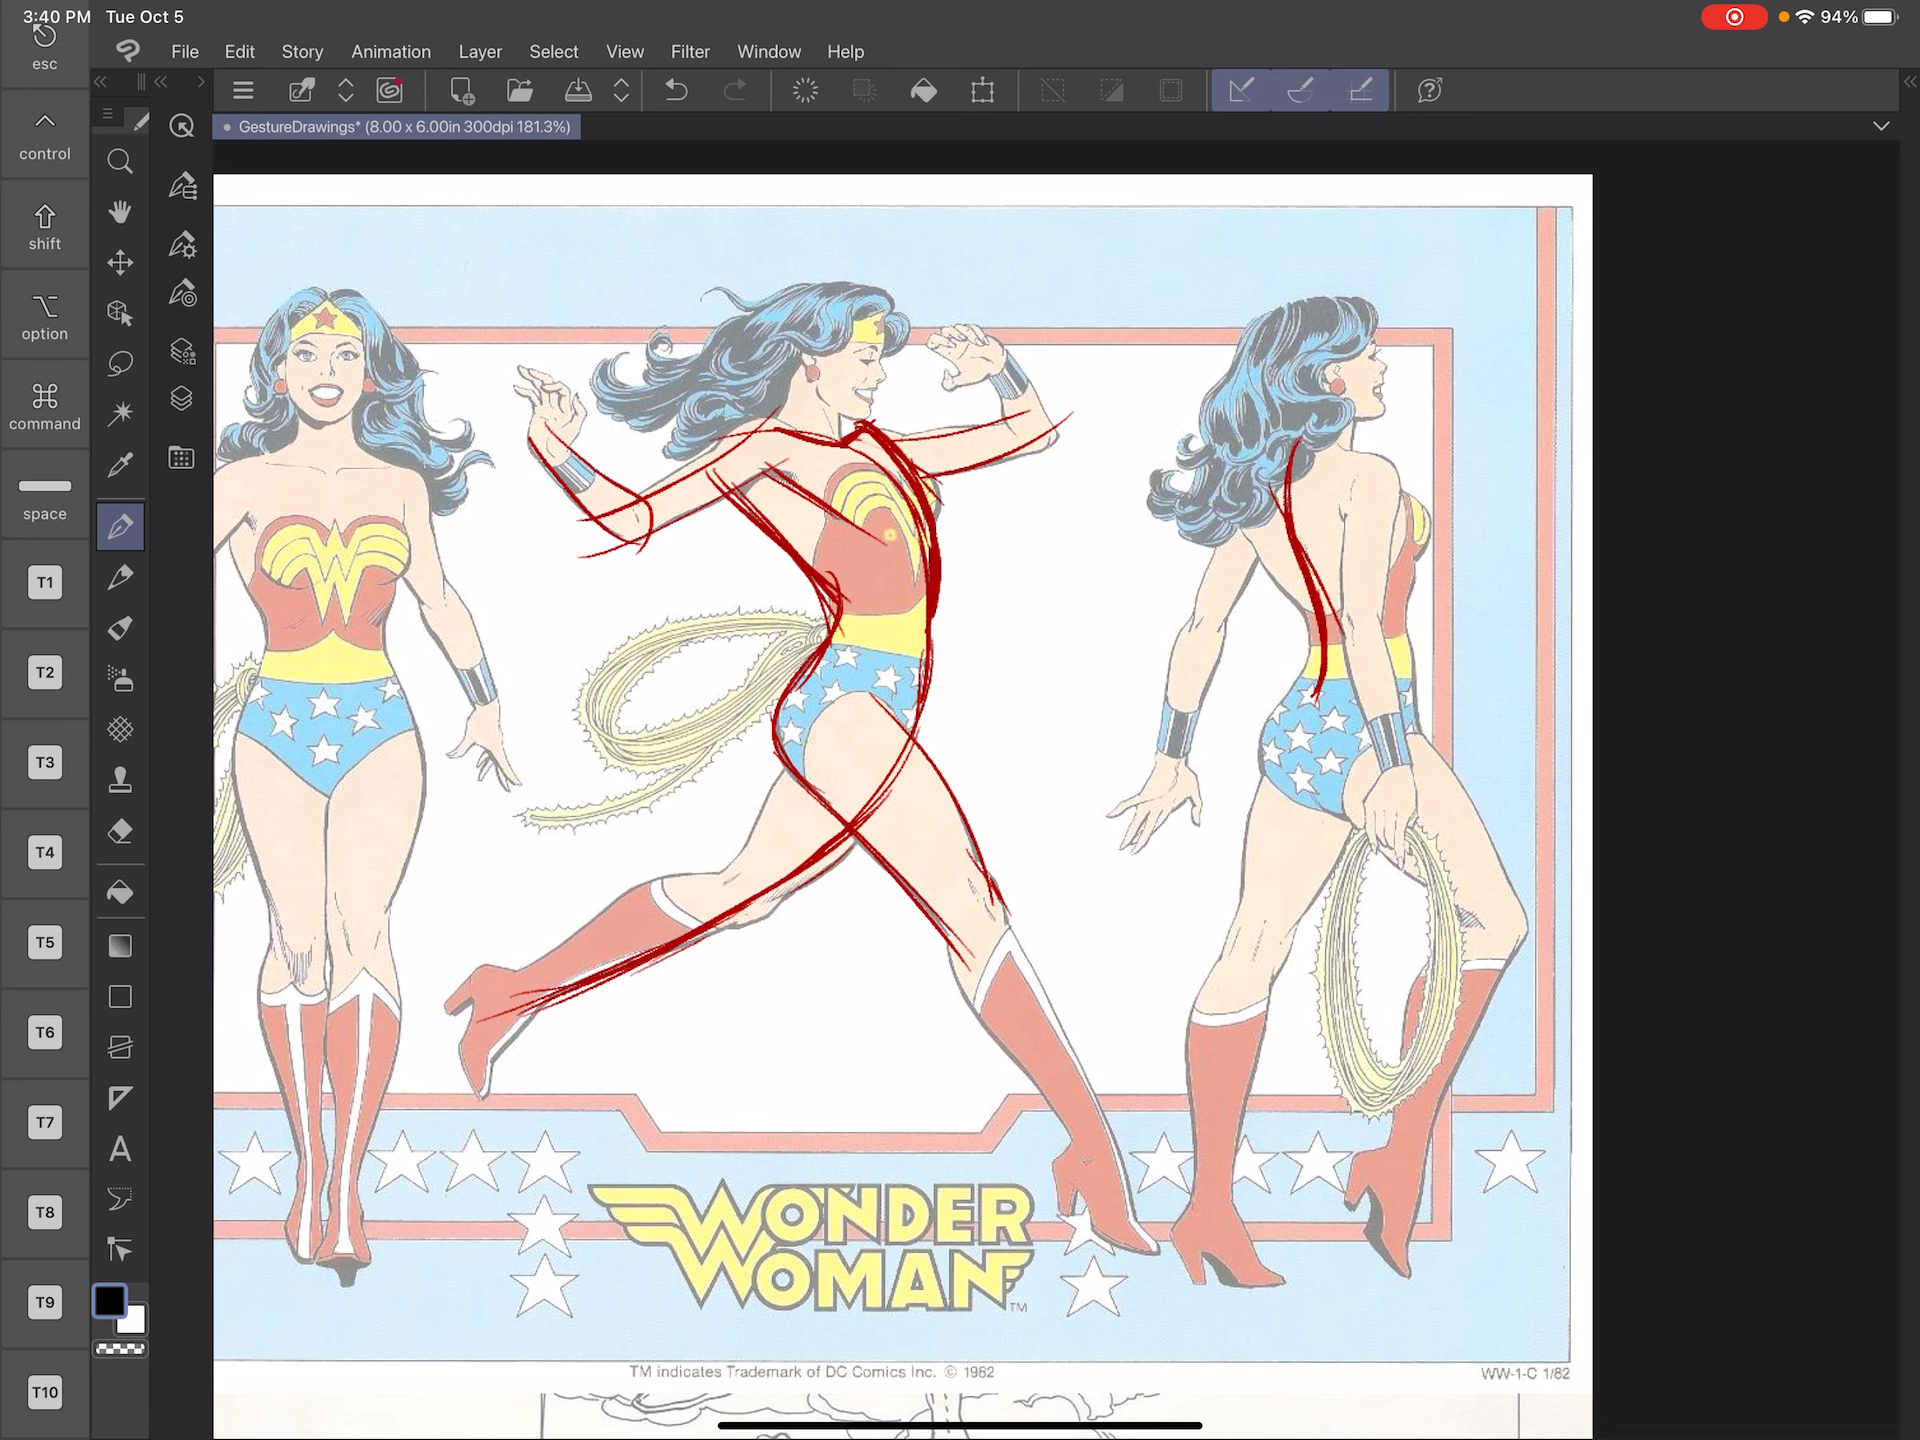 3:40 PM Tue Oct 5
94%
esc
File Edit Story Animation Layer Select View Filter Window Help
GestureDrawings* (8.00 x 6.00in 300dpi 181.3%)
control
shift
option
command
space
T1
T2
T3
T4
T5
T6
T7
T8
T9
T10
A
W
WONDER
WOMAN
TM
TM indicates Trademark of DC Comics Inc. © 1982
WW-1-C 1/82